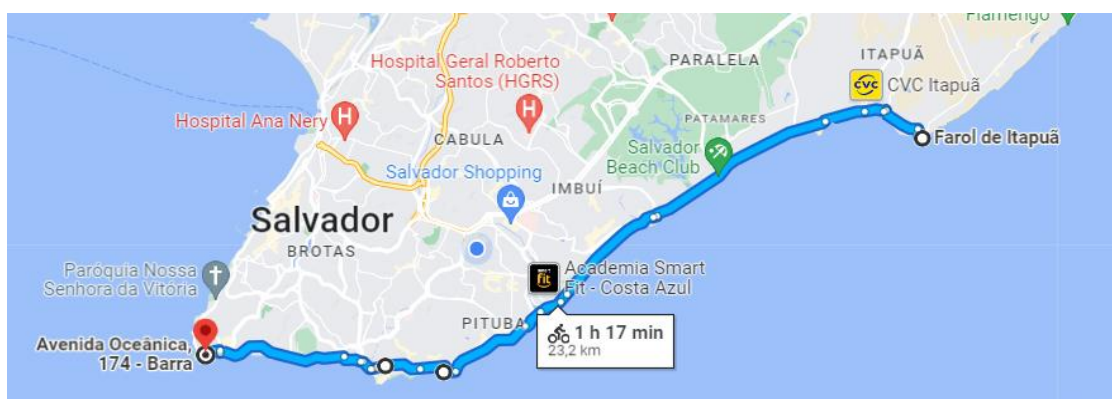 Flamengo
ITAPUÃ
PARALELA
Hospital Geral Roberto
Santos (HGRS)
H
cvc
CVC Itapuã
Hospital Ana Nery
H
PATAMARES
Farol de Itapuã
CABULA
Salvador
Beach Club
Salvador Shopping
IMBUÍ
Salvador
BROTAS
Paróquia Nossa
Senhora da Vitória
fit
Academia Smart
Fit - Costa Azul
PITUBA
1 h 17 min
23,2 km
Avenida Oceânica,
174 - Barra